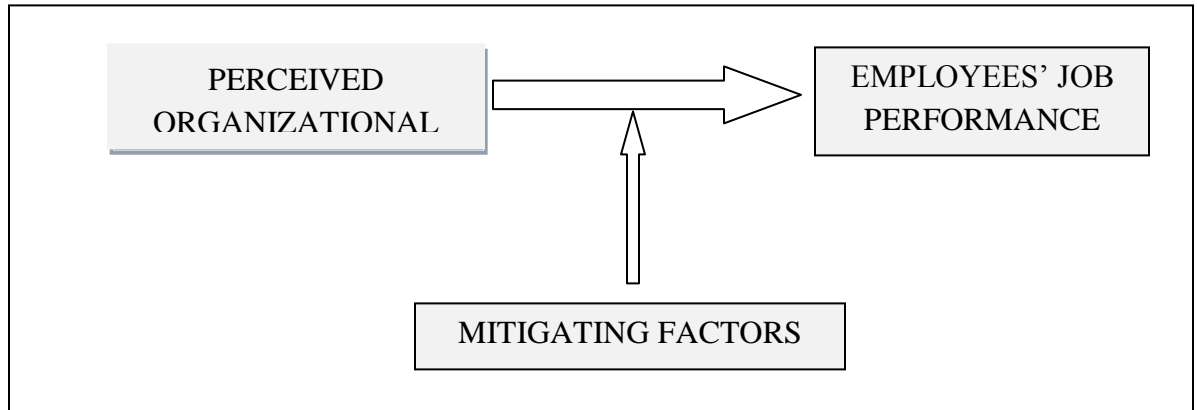 PERCEIVED
ORGANIZATIONAL
EMPLOYEES’ JOB
PERFORMANCE
MITIGATING FACTORS